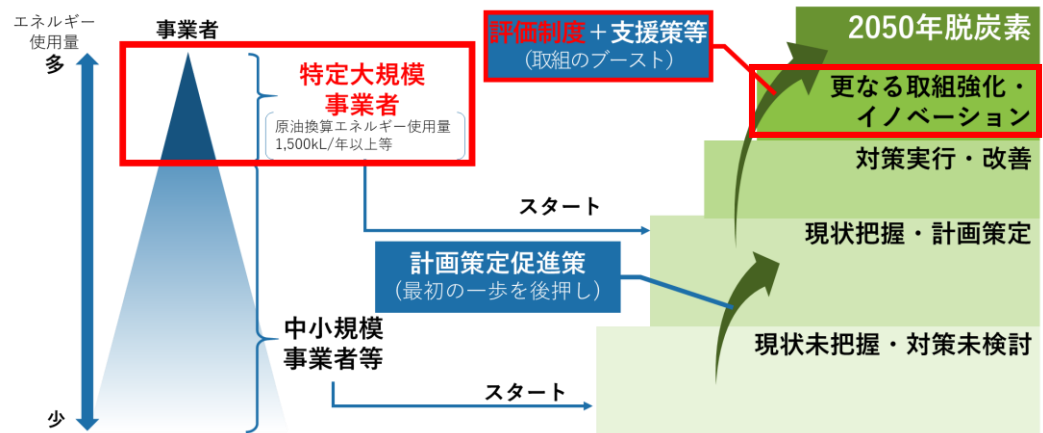 エネルギー
使用量
多
少
事業者
特定大規模
事業者
原油換算エネルギー使用量
1,500kL/年以上等
中小規模
事業者等
スタート
スタート
評価制度＋支援策等
（取組のブースト）
計画策定促進策
（最初の一歩を後押し）
2050年脱炭素
更なる取組強化・
イノベーション
対策実行・改善
現状把握・計画策定
現状未把握・対策未検討